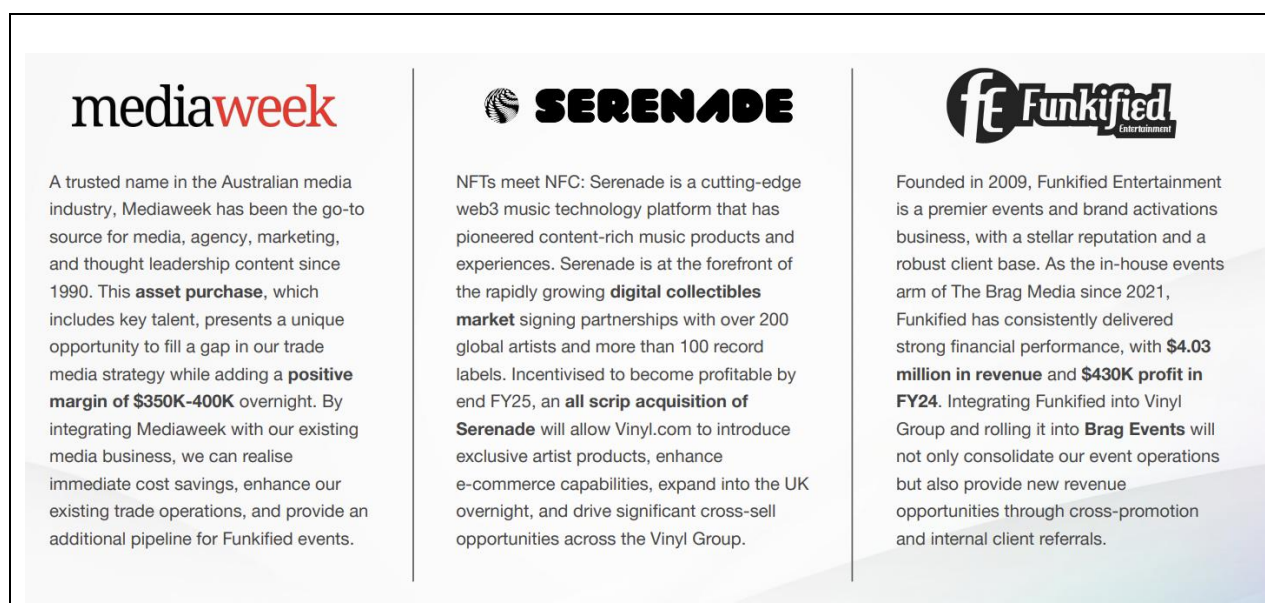 mediaweek
A trusted name in the Australian media
industry, Mediaweek has been the go-to
source for media, agency, marketing,
and thought leadership content since
1990. This asset purchase, which
includes key talent, presents a unique
opportunity to fill a gap in our trade
media strategy while adding a positive
margin of $350K-400K overnight. By
integrating Mediaweek with our existing
media business, we can realise
immediate cost savings, enhance our
existing trade operations, and provide an
additional pipeline for Funkified events.
SERENADE
NFTs meet NFC: Serenade is a cutting-edge
web3 music technology platform that has
pioneered content-rich music products and
experiences. Serenade is at the forefront of
the rapidly growing digital collectibles
market signing partnerships with over 200
global artists and more than 100 record
labels. Incentivised to become profitable by
end FY25, an all scrip acquisition of
Serenade will allow Vinyl.com to introduce
exclusive artist products, enhance
e-commerce capabilities, expand into the UK
overnight, and drive significant cross-sell
opportunities across the Vinyl Group.
fE Funkified
Entertainment
Founded in 2009, Funkified Entertainment
is a premier events and brand activations
business, with a stellar reputation and a
robust client base. As the in-house events
arm of The Brag Media since 2021,
Funkified has consistently delivered
strong financial performance, with $4.03
million in revenue and $430K profit in
FY24. Integrating Funkified into Vinyl
Group and rolling it into Brag Events will
not only consolidate our event operations
but also provide new revenue
opportunities through cross-promotion
and internal client referrals.